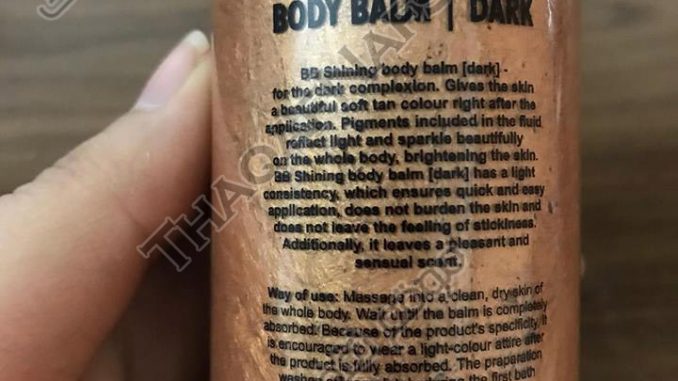 BODY BALM | DARK
BB Shining body balm [dark] -
for the dark complexion. Gives the skin
a beautiful soft tan colour right after the
application. Pigments included in the fluid
reflect light and sparkle beautifully
on the whole body, brightening the skin.
BB Shining body balm [dark] has a light
consistency, which ensures quick and easy
application, does not burden the skin and
does not leave the feeling of stickiness.
Additionally, it leaves a pleasant and
sensual scent.
Way of use: Massage into a clean, dry skin of
the whole body. Wait until the balm is completely
absorbed. Because of the product's specificity, it
is encouraged to wear a light-colour attire after
the product is fully absorbed. The preparation
during the first bath